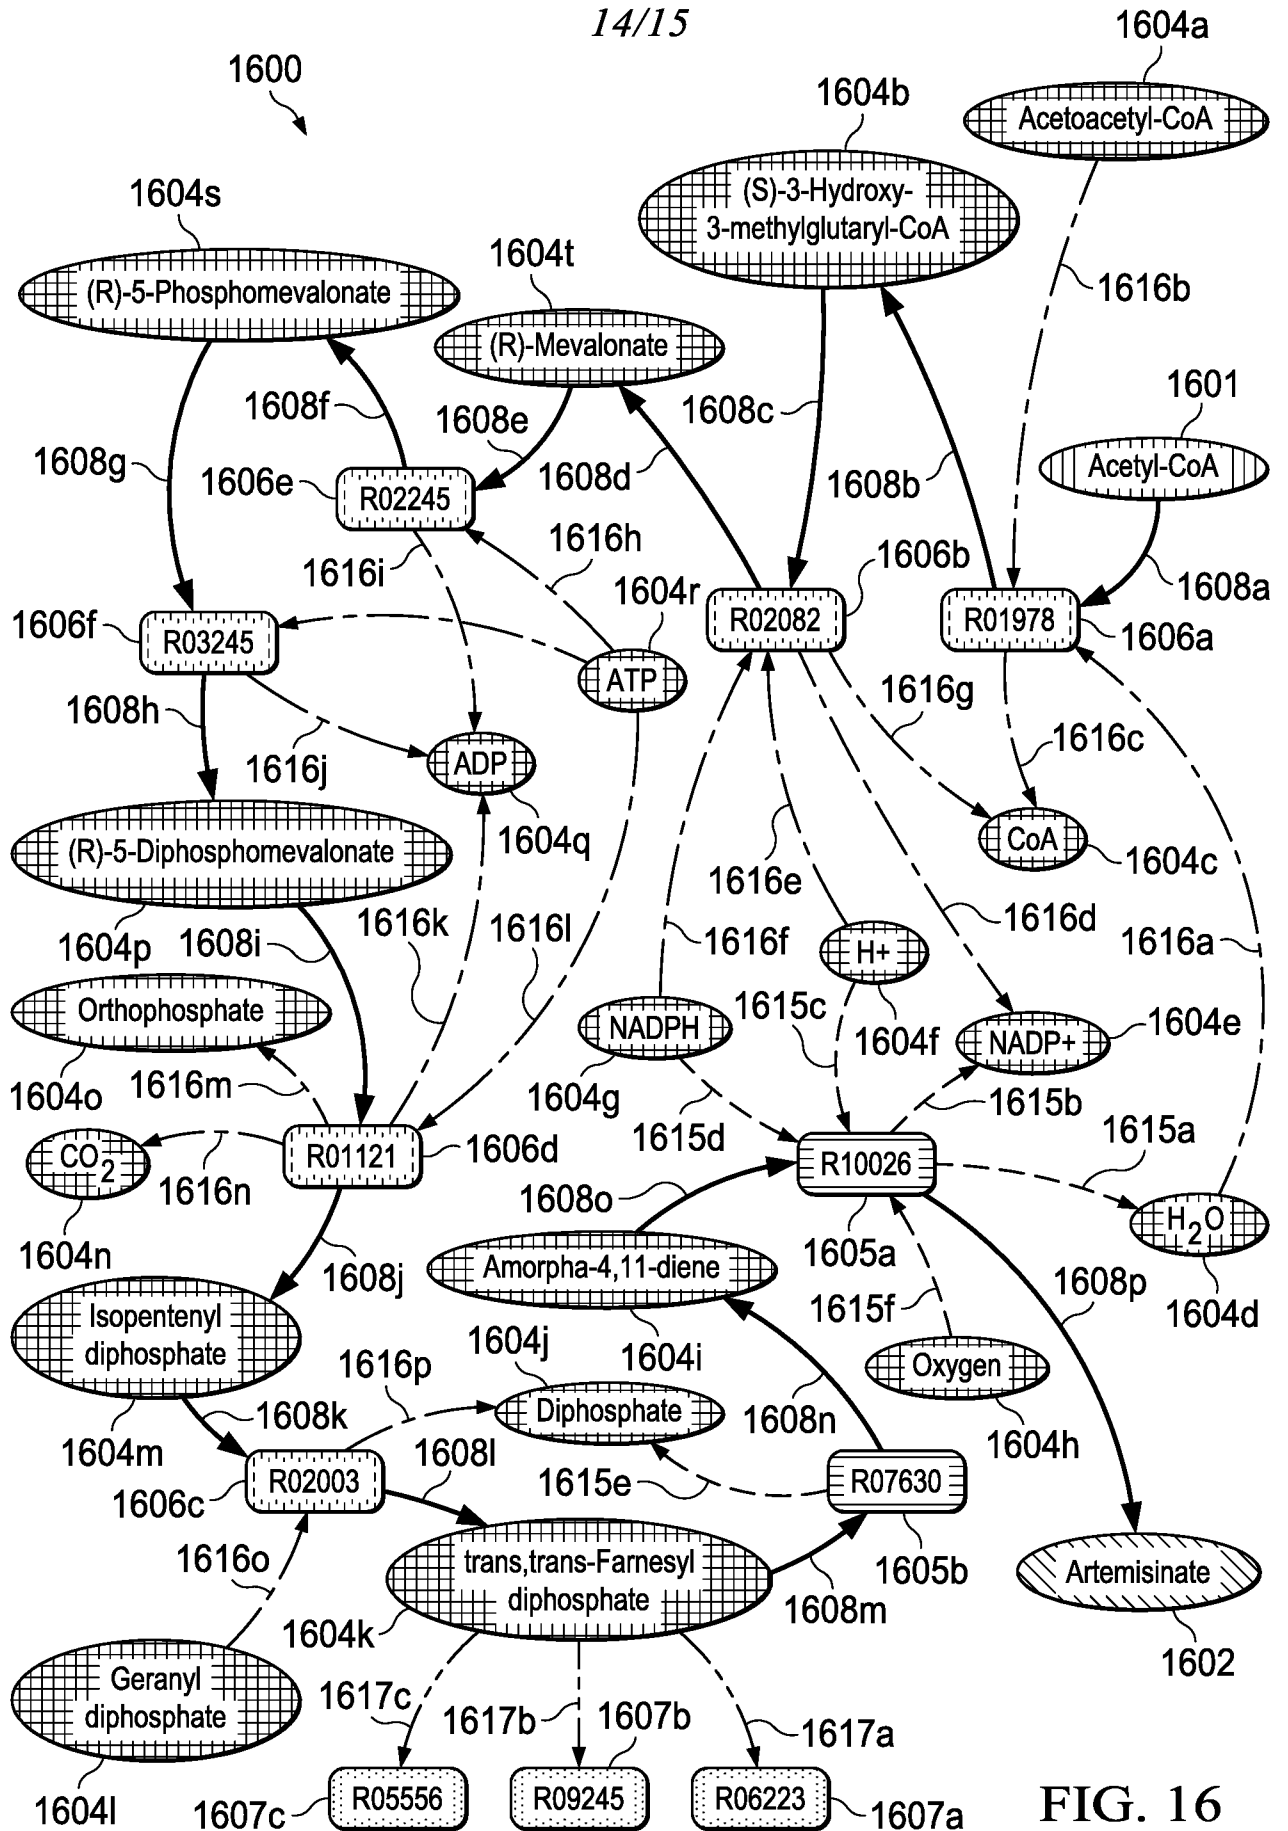 14/15
1604a
1600
1604b
Acetoacetyl-CoA
1604s
(S)-3-Hydroxy-
3-methylglutaryl-CoA
1604t
(R)-5-Phosphomevalonate
1616b
(R)-Mevalonate
1601
1608f
1608e
1608c
1608g
Acetyl-CoA
1606e
R02245
1608d
1608b
1616i
1616h
1606b
1608a
1604r
1606f
R03245
R02082
R01978
1606a
ATP
1616g
1608h
1616j
ADP
1616c
1604q
CoA
1604c
(R)-5-Diphosphomevalonate
1616e
1616k
1616l
1616d
1604p
1608i
1616f
1616a
H+
Orthophosphate
1615c
NADPH
1604f
NADP+
1604e
1604o
1616m
1604g
1615b
1615d
1615a
CO2
R01121
1606d
R10026
1616n
1608o
H2O
1604n
1605a
1608j
Amorpha-4,11-diene
1608p
1615f
1604d
Isopentenyl
diphosphate
1604j
1604i
1616p
Oxygen
1608k
Diphosphate
1608n
1604m
1608l
1604h
R02003
1615e
R07630
1606c
1616o
trans,trans-Farnesyl
diphosphate
1605b
Artemisinate
1608m
1604k
1602
Geranyl
diphosphate
1617c
1617b
1607b
1617a
R05556
R09245
R06223
1604l
1607c
1607a
FIG. 16